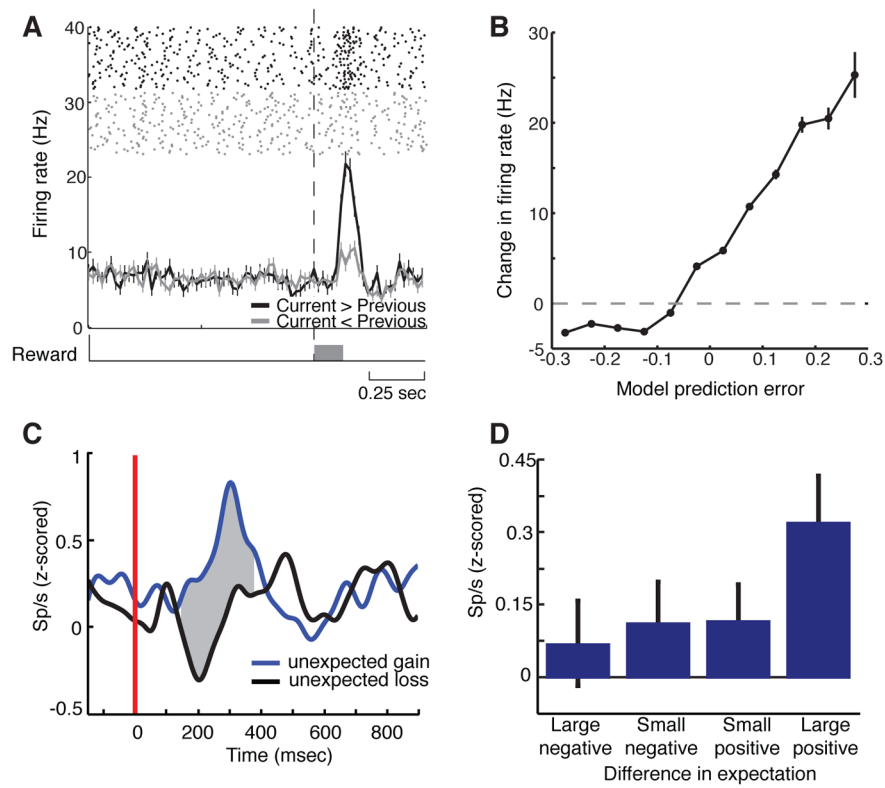 A
40
30
20
10
0
Firing rate (Hz)
Current > Previous
Current < Previous
Reward
0.25 sec
B
30
20
10
0
-5
Change in firing rate (Hz)
-0.3 -0.2 -0.1 0 0.1 0.2 0.3
Model prediction error
C
1
0.5
0
-0.5
Sp/s (z-scored)
unexpected gain
unexpected loss
0 200 400 600 800
Time (msec)
D
0.45
0.3
0.15
0
Sp/s (z-scored)
Large Small Small Large
negative negative positive positive
Difference in expectation